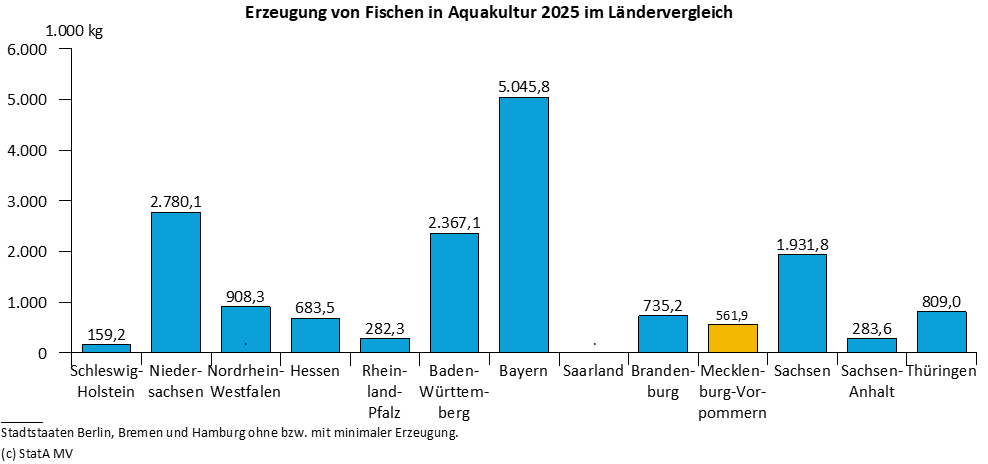 Erzeugung von Fischen in Aquakultur 2025 im Ländervergleich
1.000 kg
6.000
5.000
4.000
3.000
2.000
1.000
0
159,2
2.780,1
908,3
.
683,5
282,3
2.367,1
5.045,8
.
735,2
561,9
1.931,8
283,6
809,0
Schleswig-
Holstein
Nieder-
sachsen
Nordrhein-
Westfalen
Hessen
Rhein-
land-
Pfalz
Baden-
Württem-
berg
Bayern
Saarland
Branden-
burg
Mecklen-
burg-Vor-
pommern
Sachsen
Sachsen-
Anhalt
Thüringen
Stadtstaaten Berlin, Bremen und Hamburg ohne bzw. mit minimaler Erzeugung.
(c) StatA MV